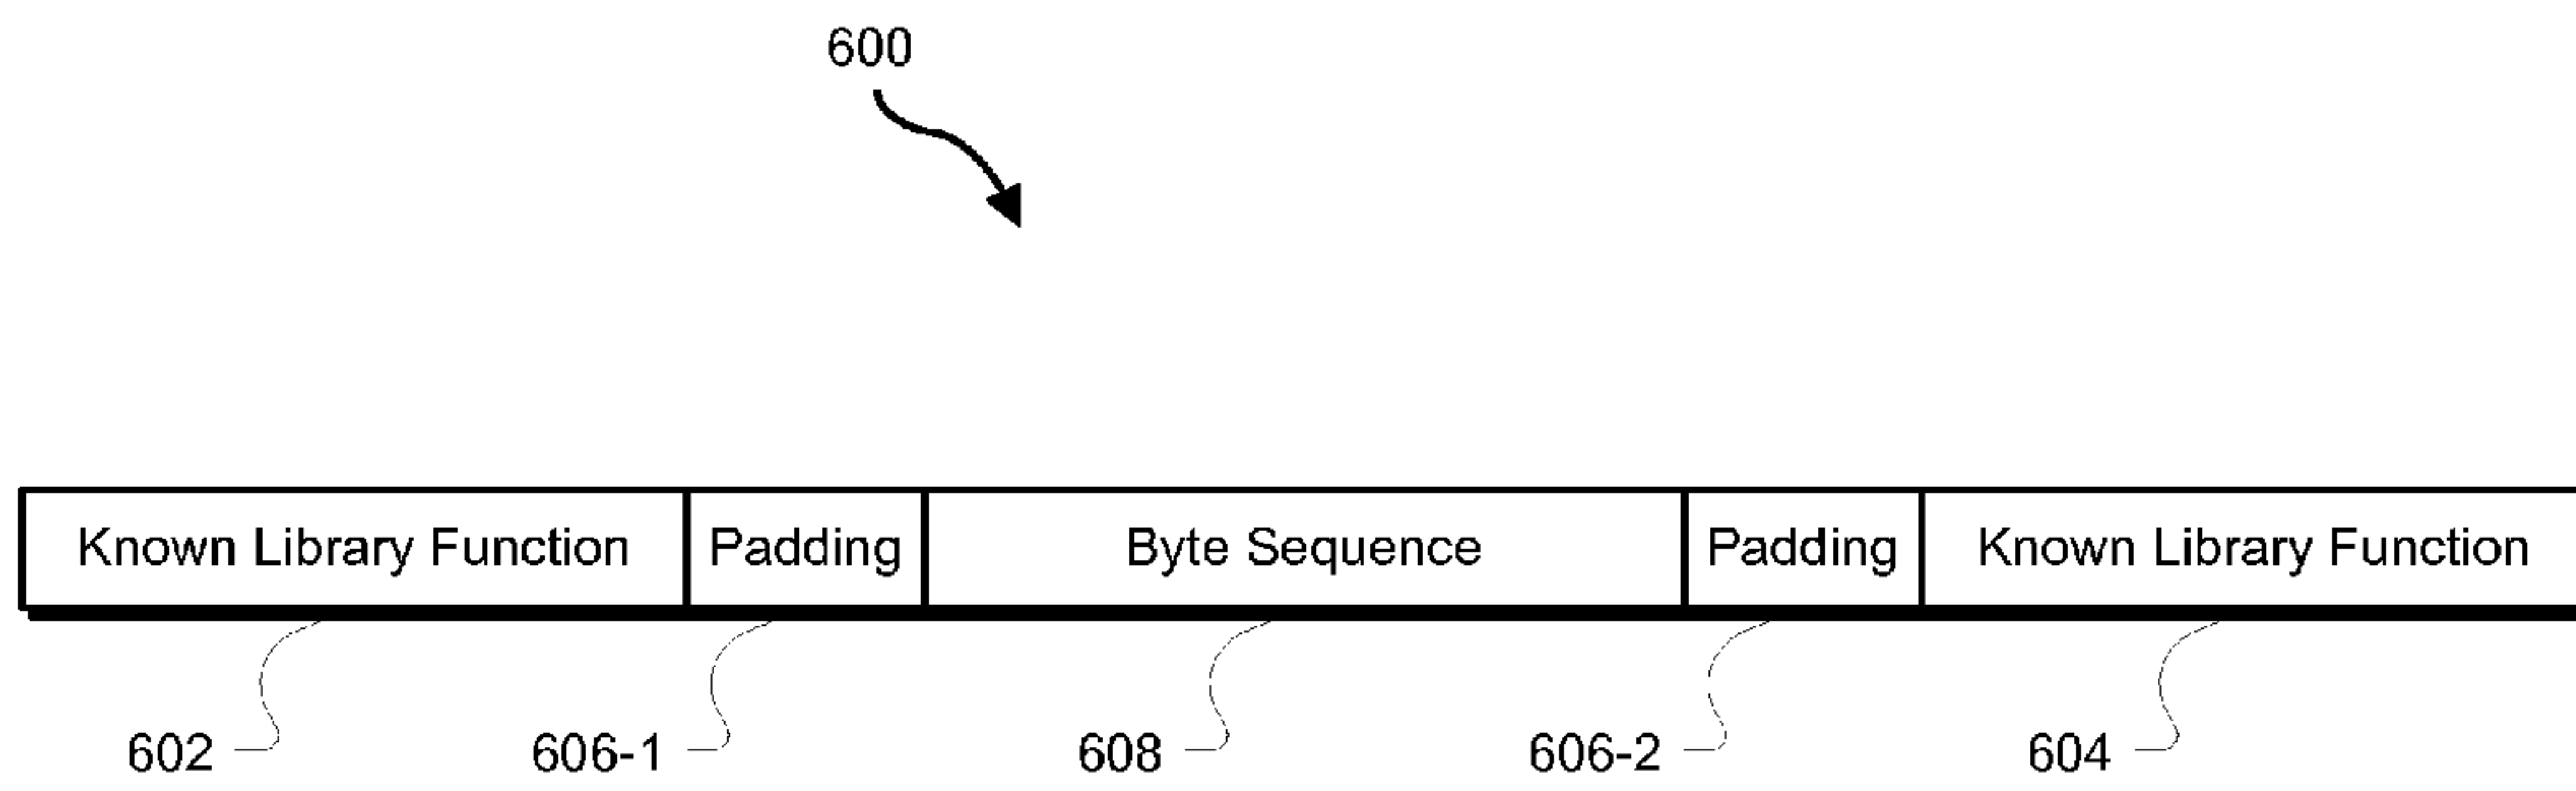 600
Known Library Function Padding Byte Sequence Padding Known Library Function
602 606-1 608 606-2 604